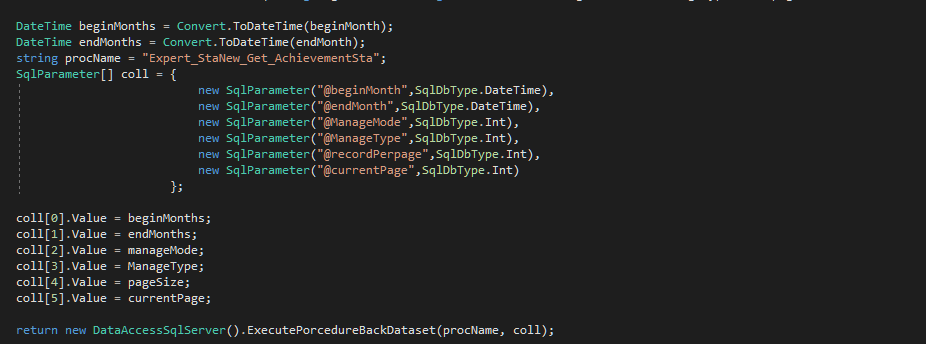 DateTime beginMonths = Convert.ToDateTime(beginMonth);
DateTime endMonths = Convert.ToDateTime(endMonth);
string procName = "Expert_StaNew_Get_AchievementSta";
SqlParameter[] coll = {
new SqlParameter("@beginMonth",SqlDbType.DateTime),
new SqlParameter("@endMonth",SqlDbType.DateTime),
new SqlParameter("@ManageMode",SqlDbType.Int),
new SqlParameter("@ManageType",SqlDbType.Int),
new SqlParameter("@recordPerpage",SqlDbType.Int),
new SqlParameter("@currentPage",SqlDbType.Int)
};
coll[0].Value = beginMonths;
coll[1].Value = endMonths;
coll[2].Value = manageMode;
coll[3].Value = ManageType;
coll[4].Value = pageSize;
coll[5].Value = currentPage;
return new DataAccessSqlServer().ExecutePorcedureBackDataset(procName, coll);